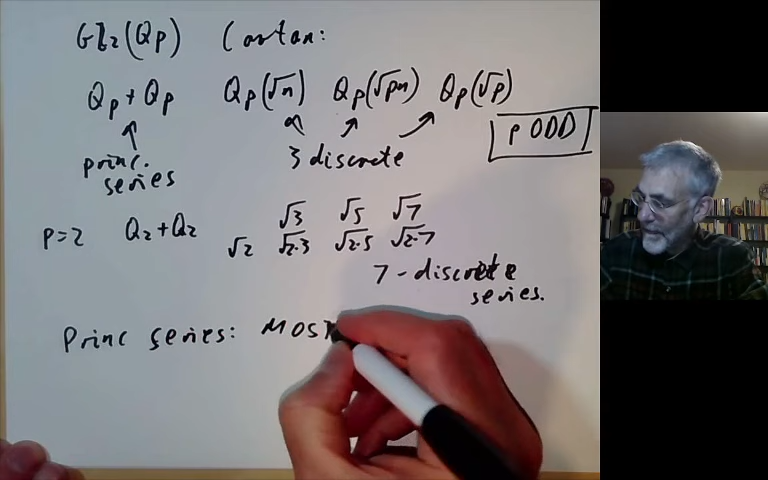 GL₂(Qp) Cartan:
Qp + Qp Qp(√n) Qp(√pn) Qp(√p)
p ODD
princ. series
3 discrete
p=2 Q₂+Q₂ √3 √5 √7
√2 √2·3 √2·5 √2·7
7 - discrete series.
Princ series: MOST